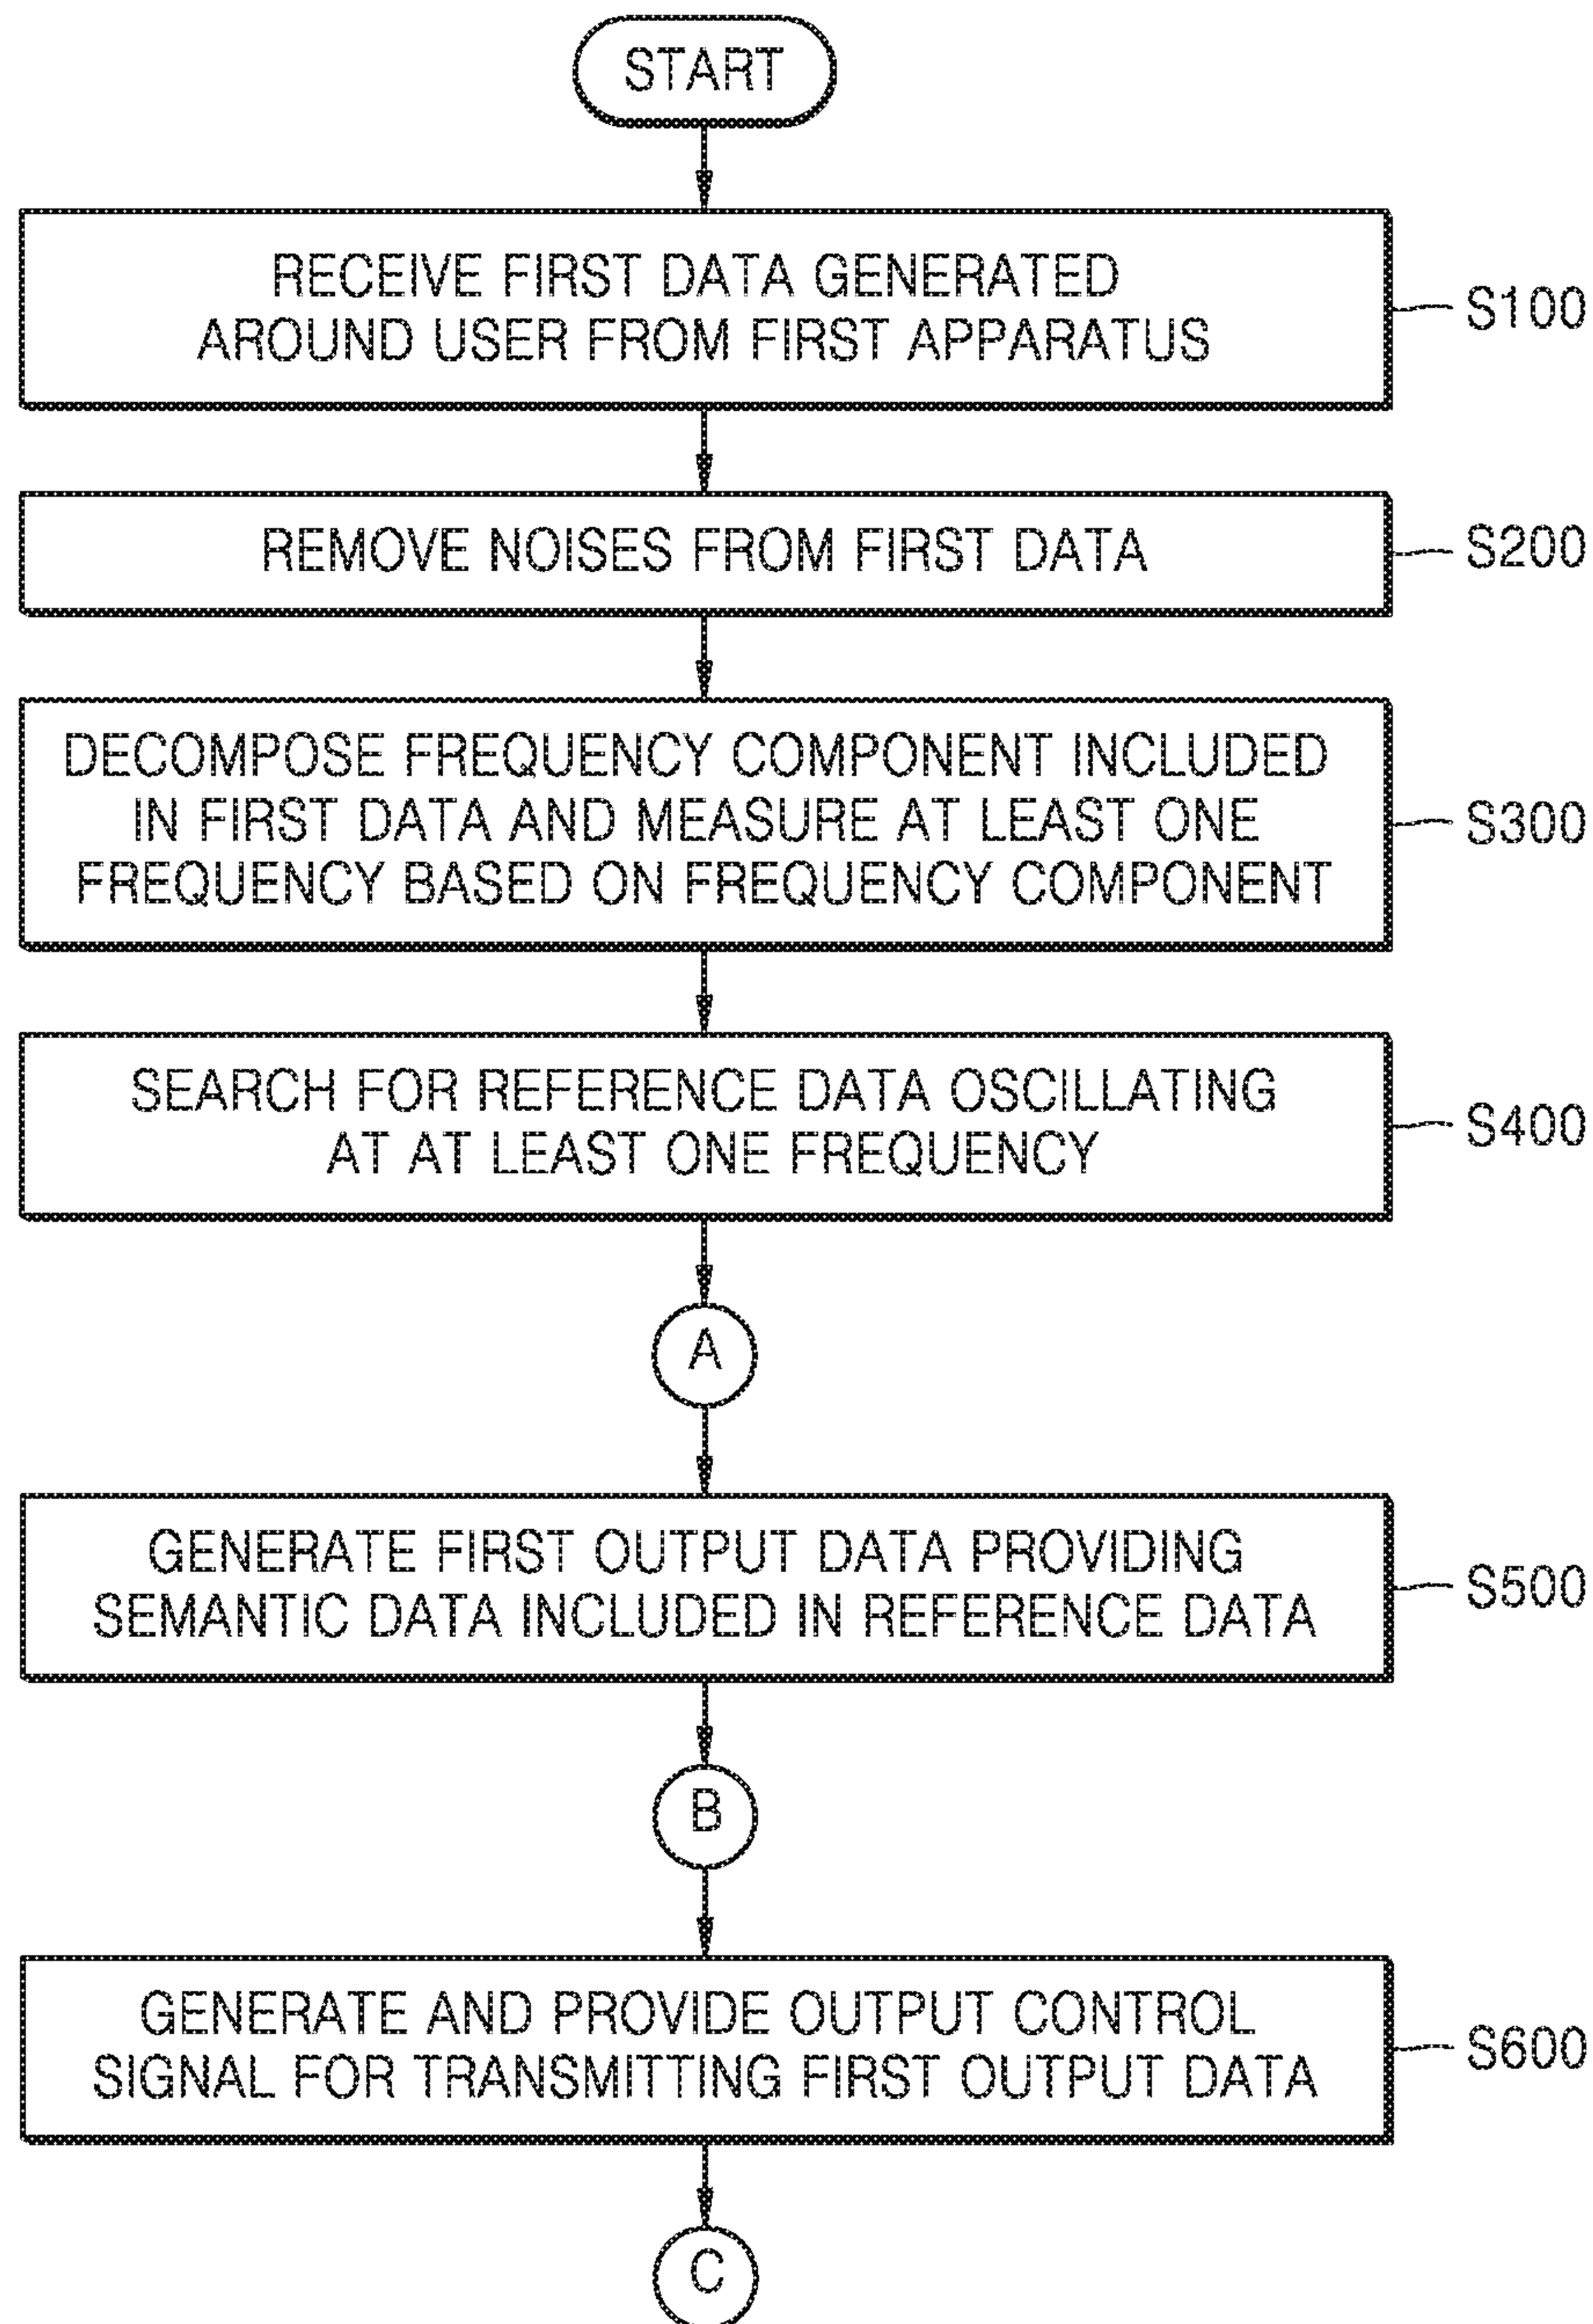 START
RECEIVE FIRST DATA GENERATED
AROUND USER FROM FIRST APPARATUS
S100
REMOVE NOISES FROM FIRST DATA
S200
DECOMPOSE FREQUENCY COMPONENT INCLUDED
IN FIRST DATA AND MEASURE AT LEAST ONE
FREQUENCY BASED ON FREQUENCY COMPONENT
S300
SEARCH FOR REFERENCE DATA OSCILLATING
AT AT LEAST ONE FREQUENCY
S400
A
GENERATE FIRST OUTPUT DATA PROVIDING
SEMANTIC DATA INCLUDED IN REFERENCE DATA
S500
B
GENERATE AND PROVIDE OUTPUT CONTROL
SIGNAL FOR TRANSMITTING FIRST OUTPUT DATA
S600
C